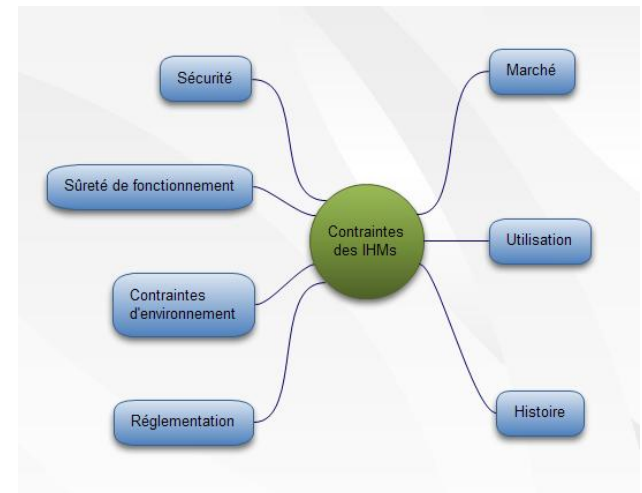 Sécurité
Marché
Sûreté de fonctionnement
Contraintes
des IHMs
Utilisation
Contraintes
d'environnement
Réglementation
Histoire